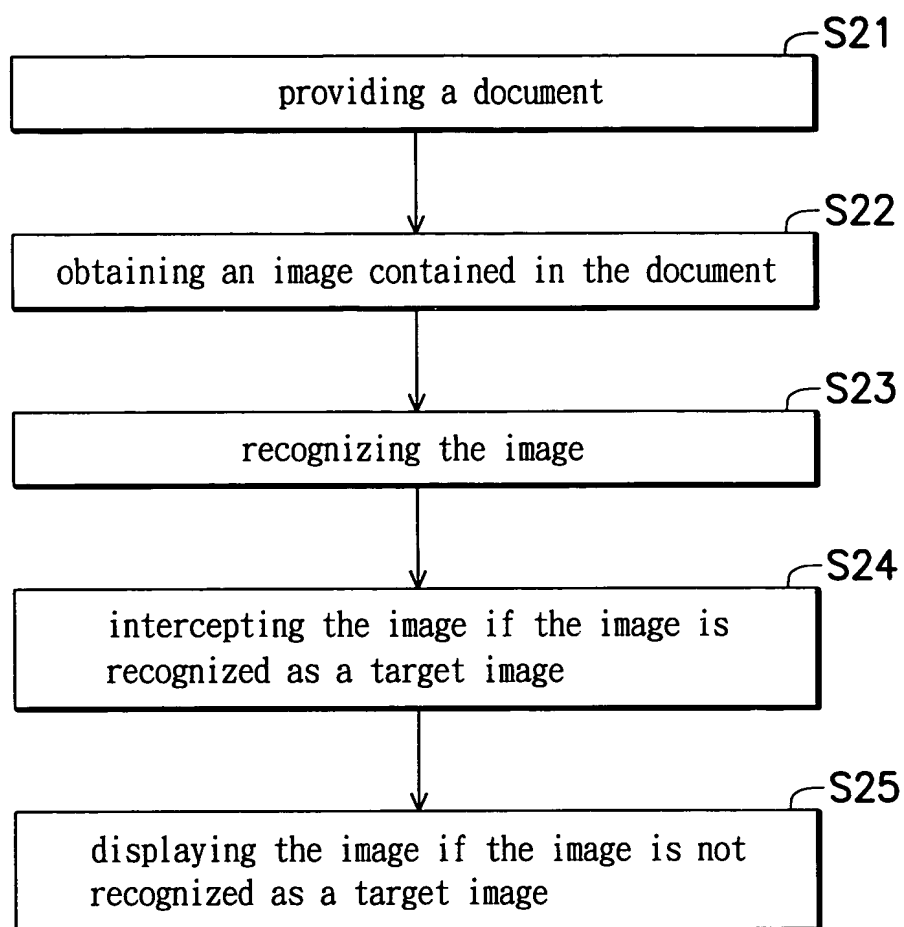 S21
providing a document
S22
obtaining an image contained in the document
S23
recognizing the image
S24
intercepting the image if the image is
recognized as a target image
S25
displaying the image if the image is not
recognized as a target image